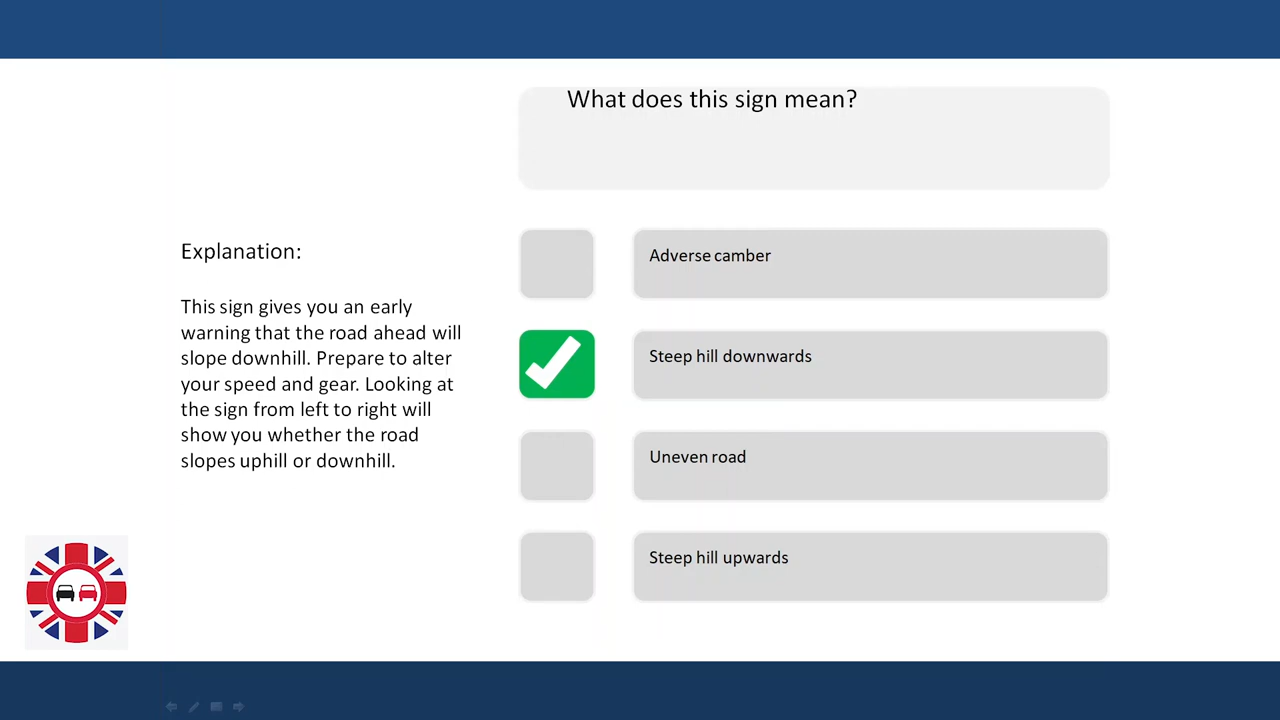 What does this sign mean?
Explanation:
This sign gives you an early
warning that the road ahead will
slope downhill. Prepare to alter
your speed and gear. Looking at
the sign from left to right will
show you whether the road
slopes uphill or downhill.
Adverse camber
Steep hill downwards
Uneven road
Steep hill upwards